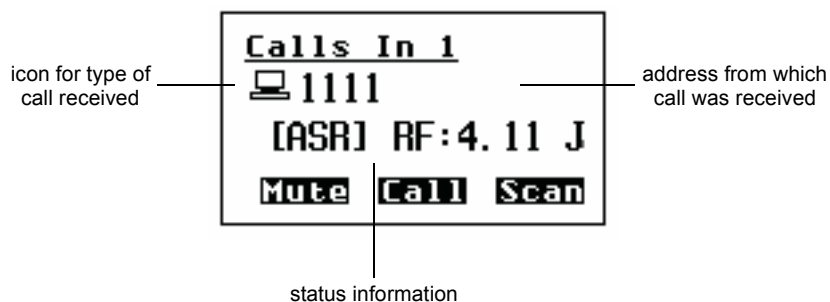 Calls In 1
icon for type of
call received
1111
address from which
call was received
[ASR] RF:4.11 J
Mute Call Scan
status information